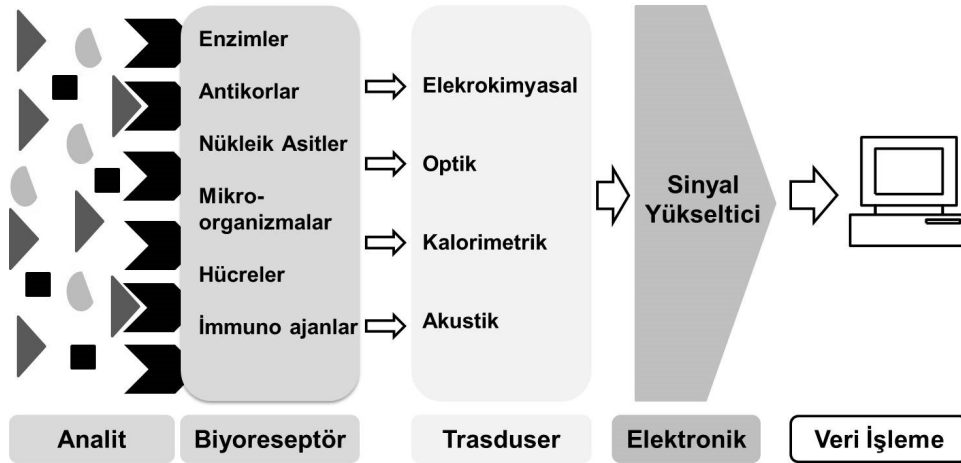 Enzimler
Antikorlar
Nükleik Asitler
Mikro-
organizmalar
Hücreler
İmmuno ajanlar
Elekrokimyasal
Optik
Kalorimetrik
Akustik
Sinyal
Yükseltici
Analit
Biyoreseptör
Trasduser
Elektronik
Veri İşleme